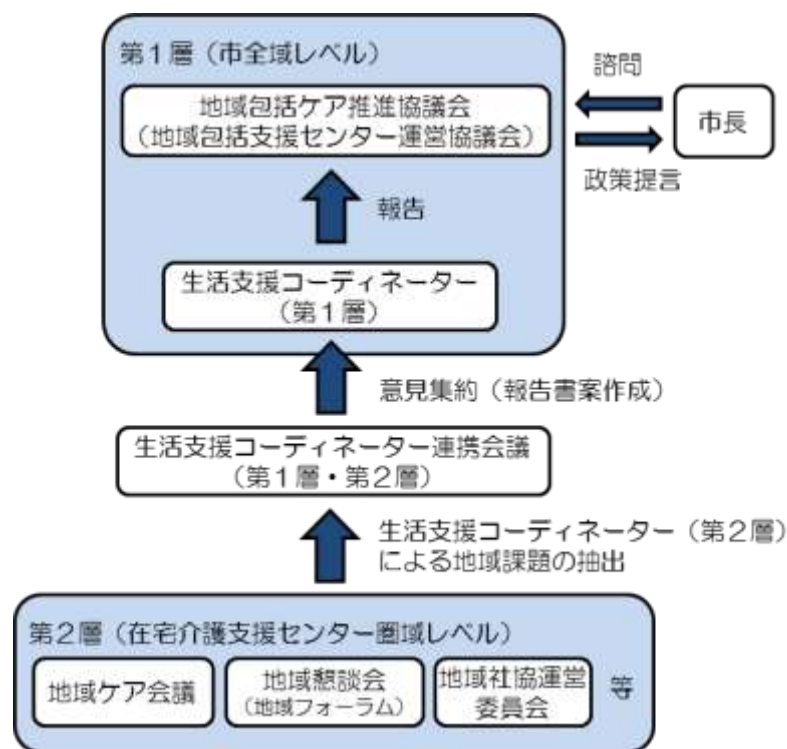 第１層（市全域レベル）
諮問
地域包括ケア推進協議会
（地域包括支援センター運営協議会）
市長
政策提言
報告
生活支援コーディネーター
（第１層）
意見集約（報告書案作成）
生活支援コーディネーター連携会議
（第１層・第２層）
生活支援コーディネーター（第２層）
による地域課題の抽出
第２層（在宅介護支援センター圏域レベル）
地域ケア会議
地域懇談会
（地域フォーラム）
地域社協運営
委員会
等